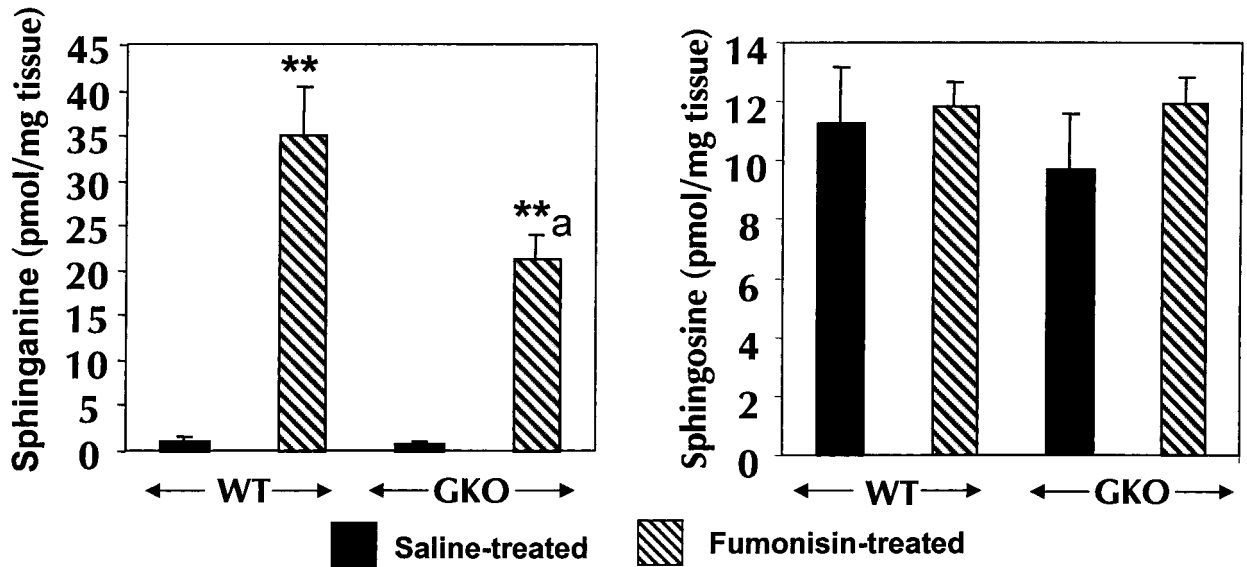 Sphinganine (pmol/mg tissue)
45
40
35
30
25
20
15
10
5
0
**
**a
WT
GKO
Sphingosine (pmol/mg tissue)
14
12
10
8
6
4
2
0
WT
GKO
Saline-treated
Fumonisin-treated